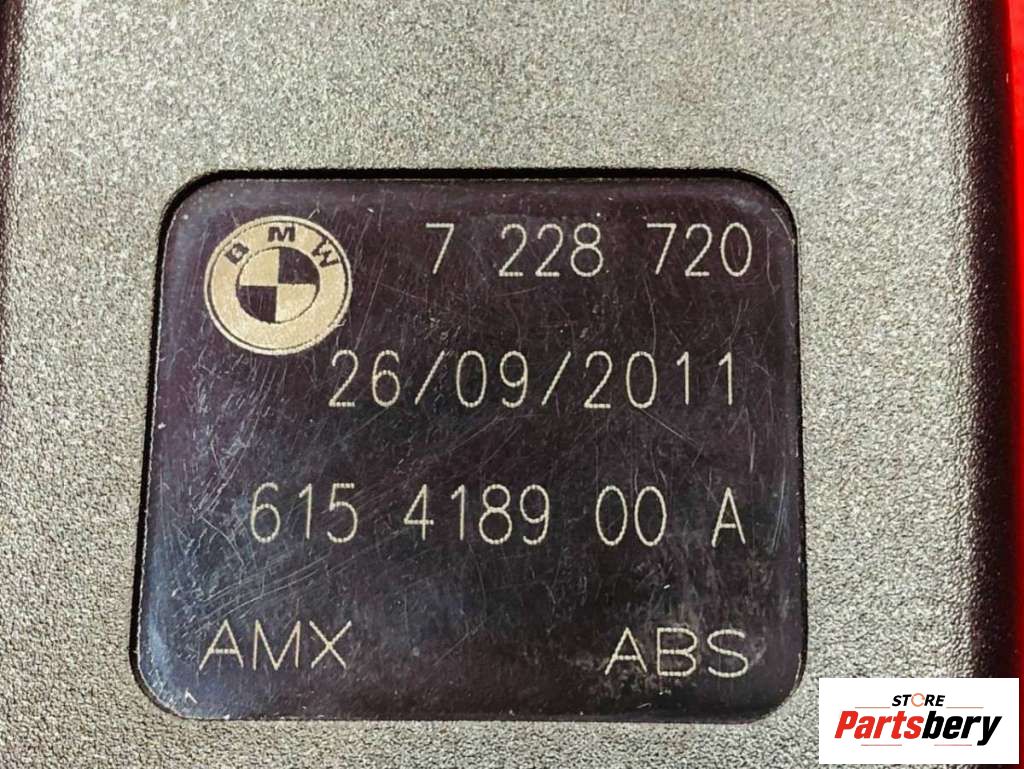 BMW
7 228 720
26/09/2011
615 4189 00 A
AMX ABS
STORE
Partsbery